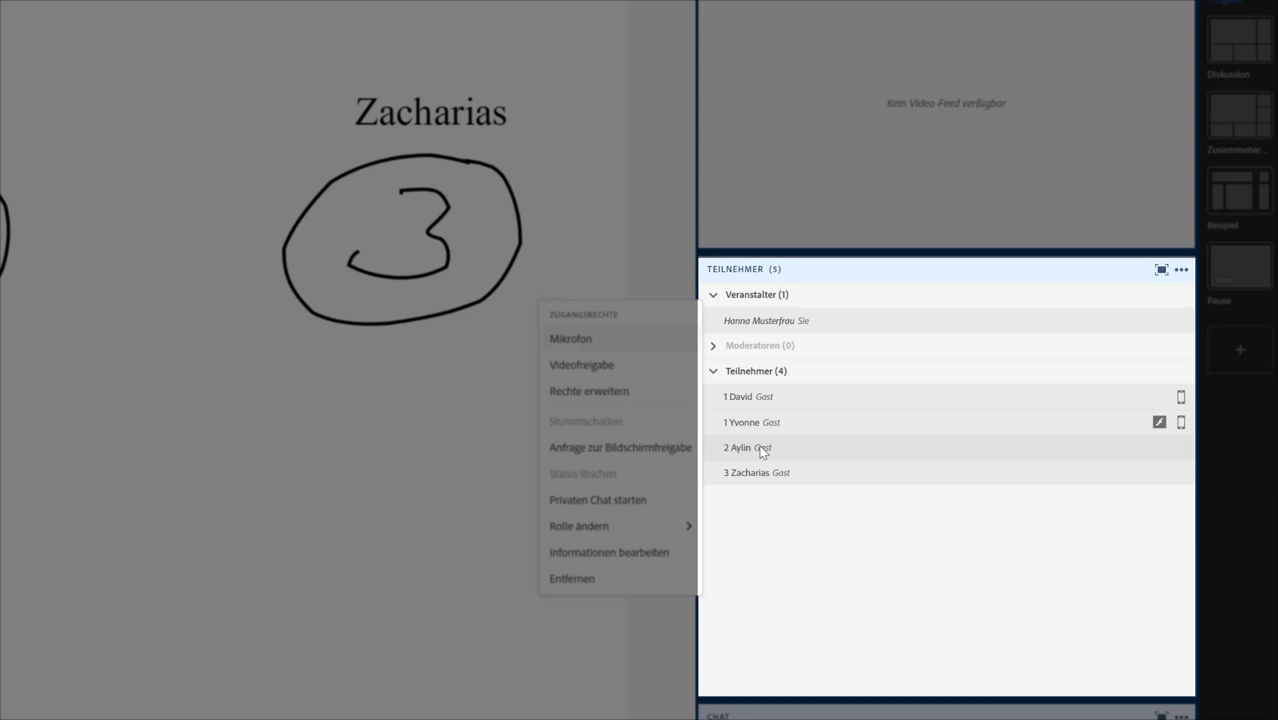 Zacharias
3
ZUGANGSRECHTE
Mikrofon
Videofreigabe
Rechte erweitern
Stummschalten
Anfrage zur Bildschirmfreigabe
Status löschen
Privaten Chat starten
Rolle ändern
Informationen bearbeiten
Entfernen
Kein Video-Feed verfügbar
TEILNEHMER (5)
Veranstalter (1)
Hanna Musterfrau Sie
Moderatoren (0)
Teilnehmer (4)
1 David Gast
1 Yvonne Gast
2 Aylin Gast
3 Zacharias Gast
CHAT
Diskussion
Zusammenar...
Beispiel
Pause